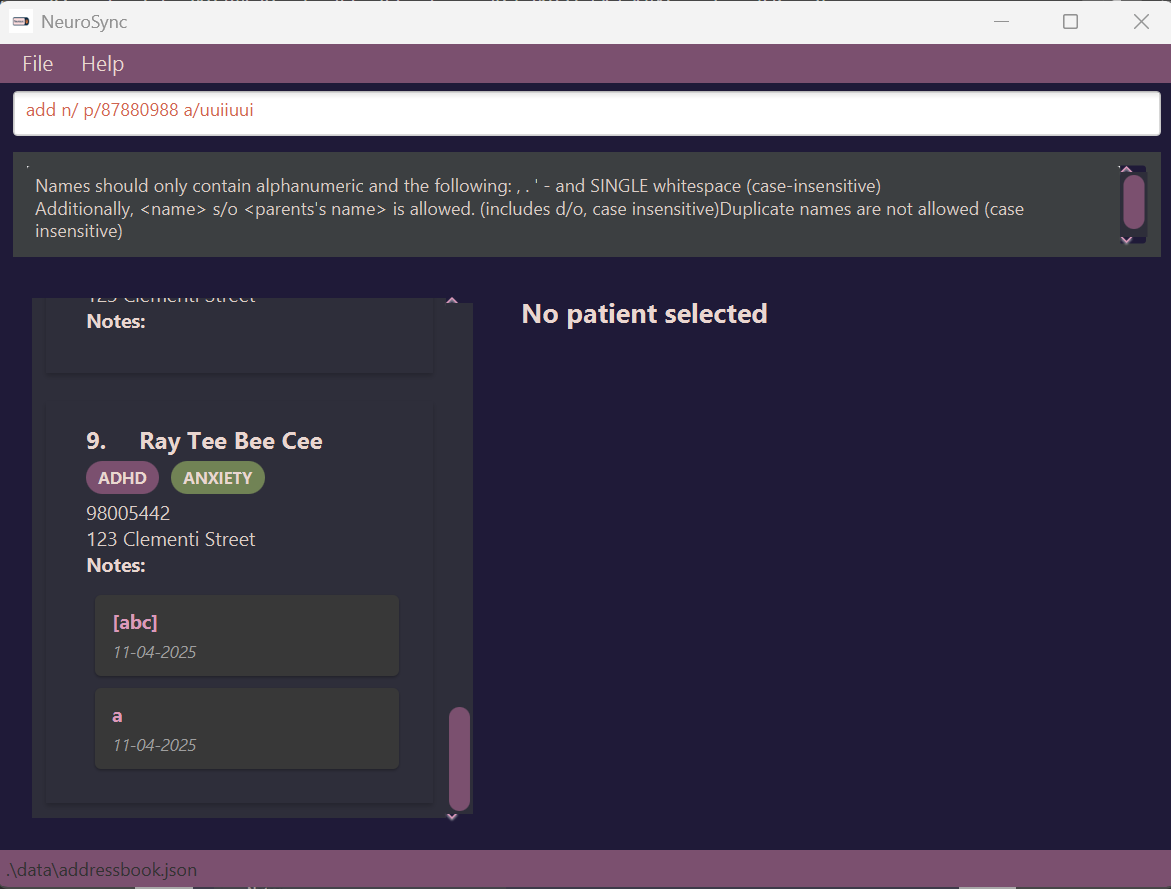 NeuroSync
File Help
add n/ p/87880988 a/uuiiuui
Names should only contain alphanumeric and the following: , . ' - and SINGLE whitespace (case-insensitive)
Additionally, <name> s/o <parents's name> is allowed. (includes d/o, case insensitive)Duplicate names are not allowed (case
insensitive)
123 Clementi Street
Notes:
9. Ray Tee Bee Cee
ADHD ANXIETY
98005442
123 Clementi Street
Notes:
[abc]
11-04-2025
a
11-04-2025
No patient selected
.\data\addressbook.json